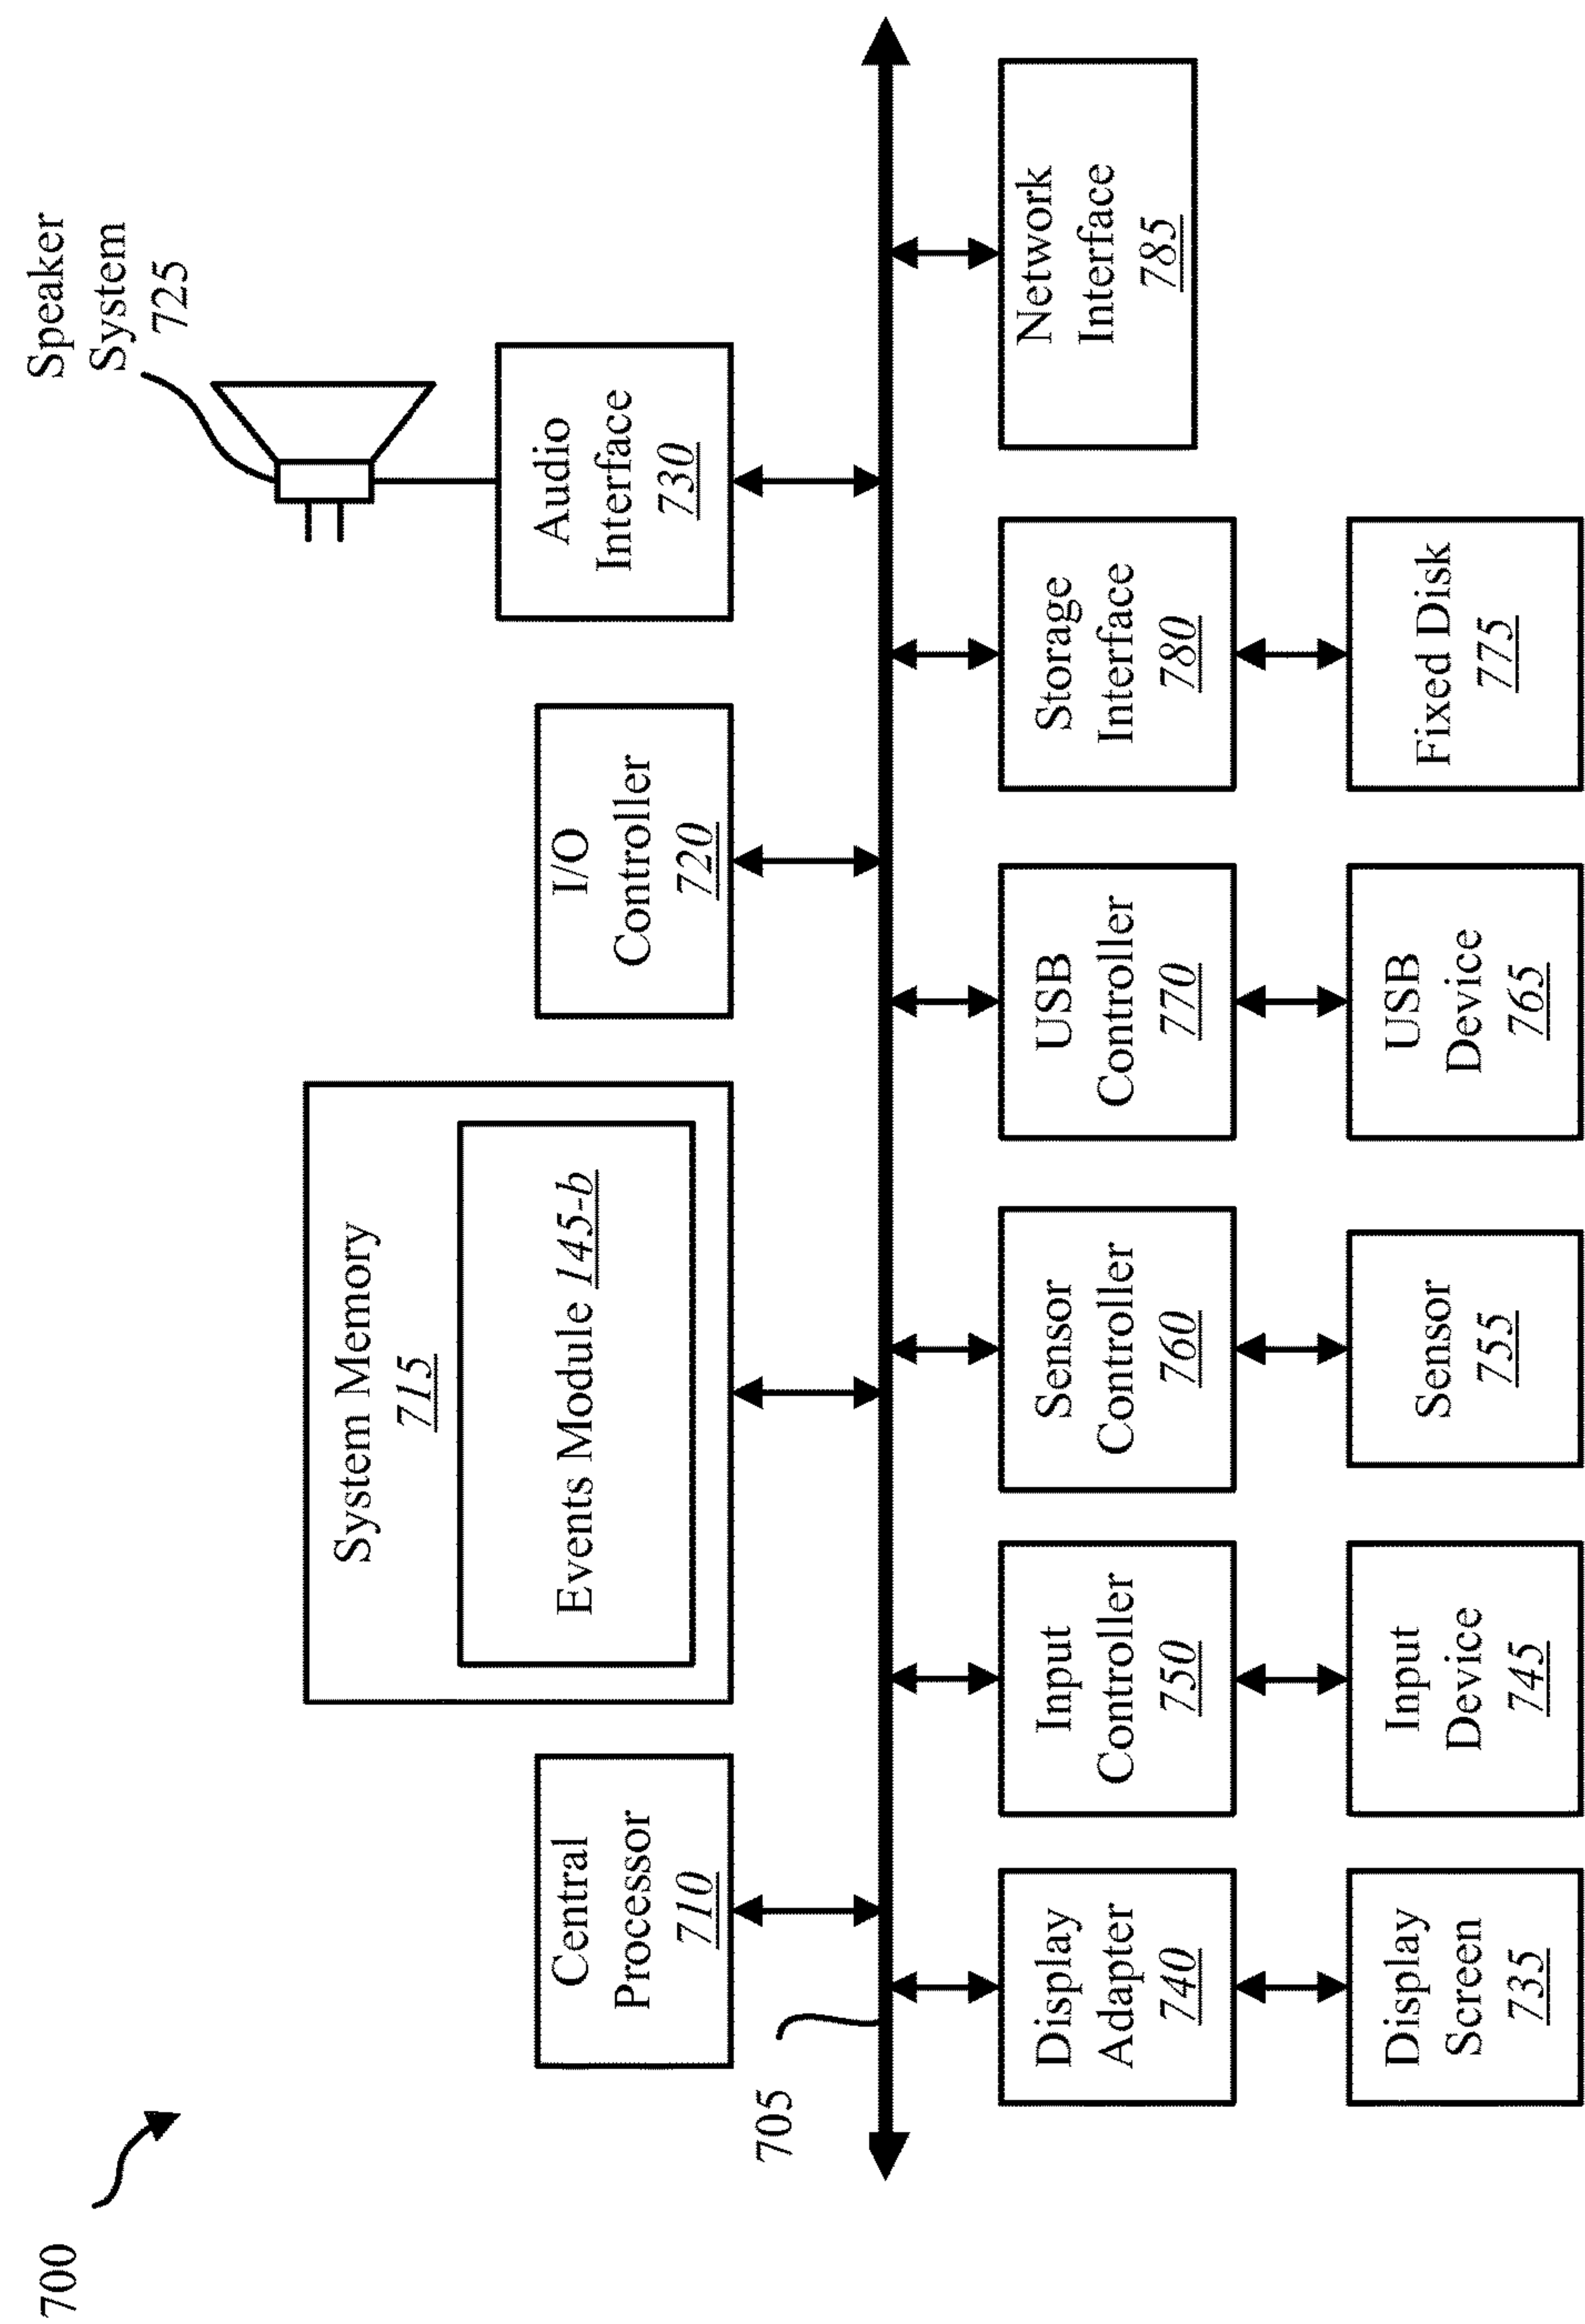 700
Speaker
System
725
Central
Processor
710
System Memory
715
Events Module 145-b
I/O
Controller
720
Audio
Interface
730
705
Display
Adapter
740
Input
Controller
750
Sensor
Controller
760
USB
Controller
770
Storage
Interface
780
Network
Interface
785
Display
Screen
735
Input
Device
745
Sensor
755
USB
Device
765
Fixed Disk
775